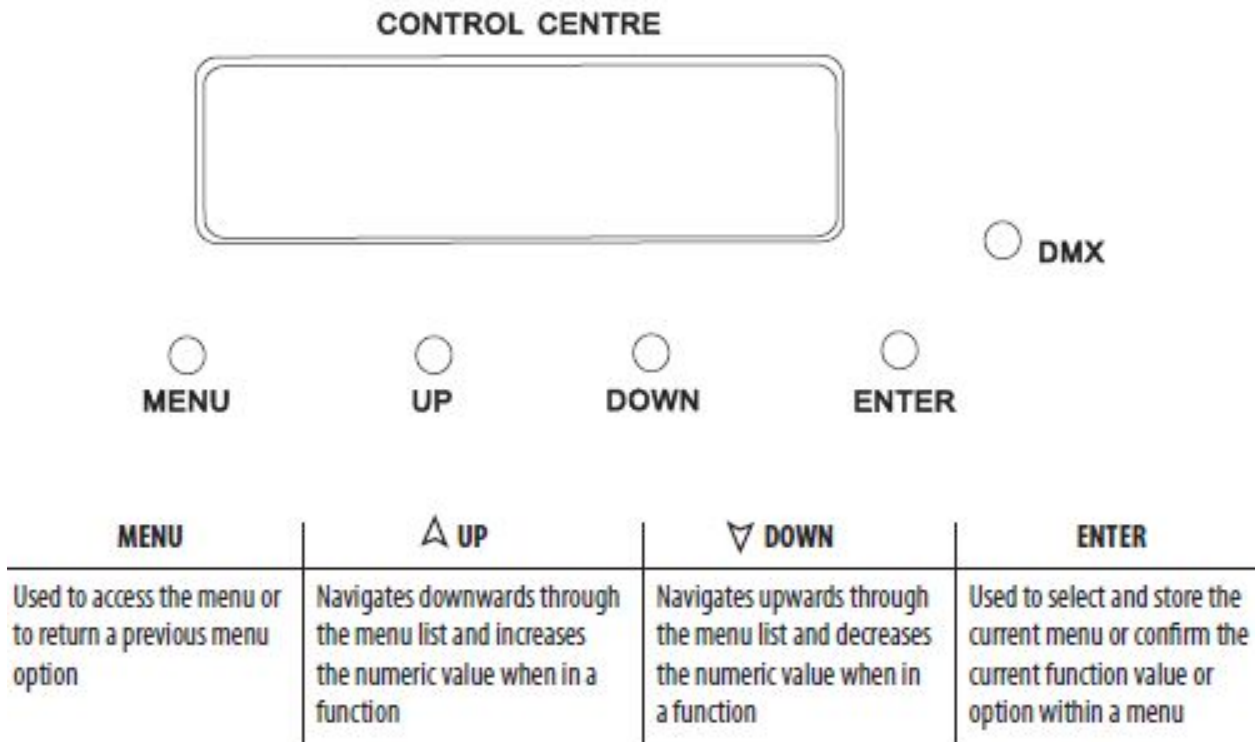 CONTROL CENTRE
DMX
MENU
UP
DOWN
ENTER
MENU
UP
DOWN
ENTER
Used to access the menu or
to return a previous menu
option
Navigates downwards through
the menu list and increases
the numeric value when in a
function
Navigates upwards through
the menu list and decreases
the numeric value when in
a function
Used to select and store the
current menu or confirm the
current function value or
option within a menu